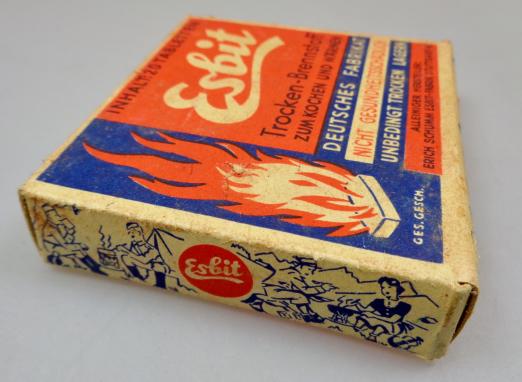 INHALT: 20 TABLETTEN
Esbit
Trocken-Brennstoff
ZUM KOCHEN UND WÄRMEN
DEUTSCHES FABRIKAT
NICHT GESUNDHEITSSCHÄDLICH
UNBEDINGT TROCKEN LAGERN
ALLEINIGER HERSTELLER:
ERICH SCHUMM ESBIT-FABRIK STUTTGART
GES. GESCH.
Esbit